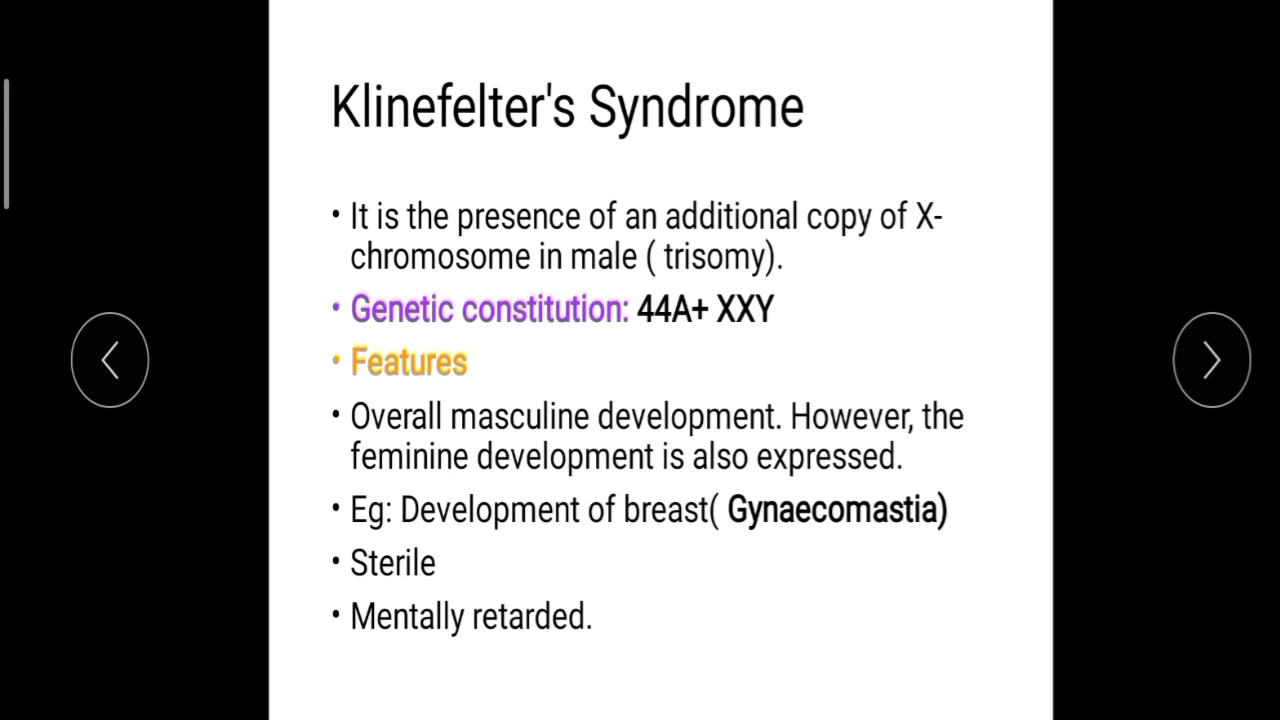 Klinefelter's Syndrome
• It is the presence of an additional copy of X-
chromosome in male ( trisomy).
• Genetic constitution: 44A+ XXY
• Features
• Overall masculine development. However, the
feminine development is also expressed.
• Eg: Development of breast( Gynaecomastia)
• Sterile
• Mentally retarded.